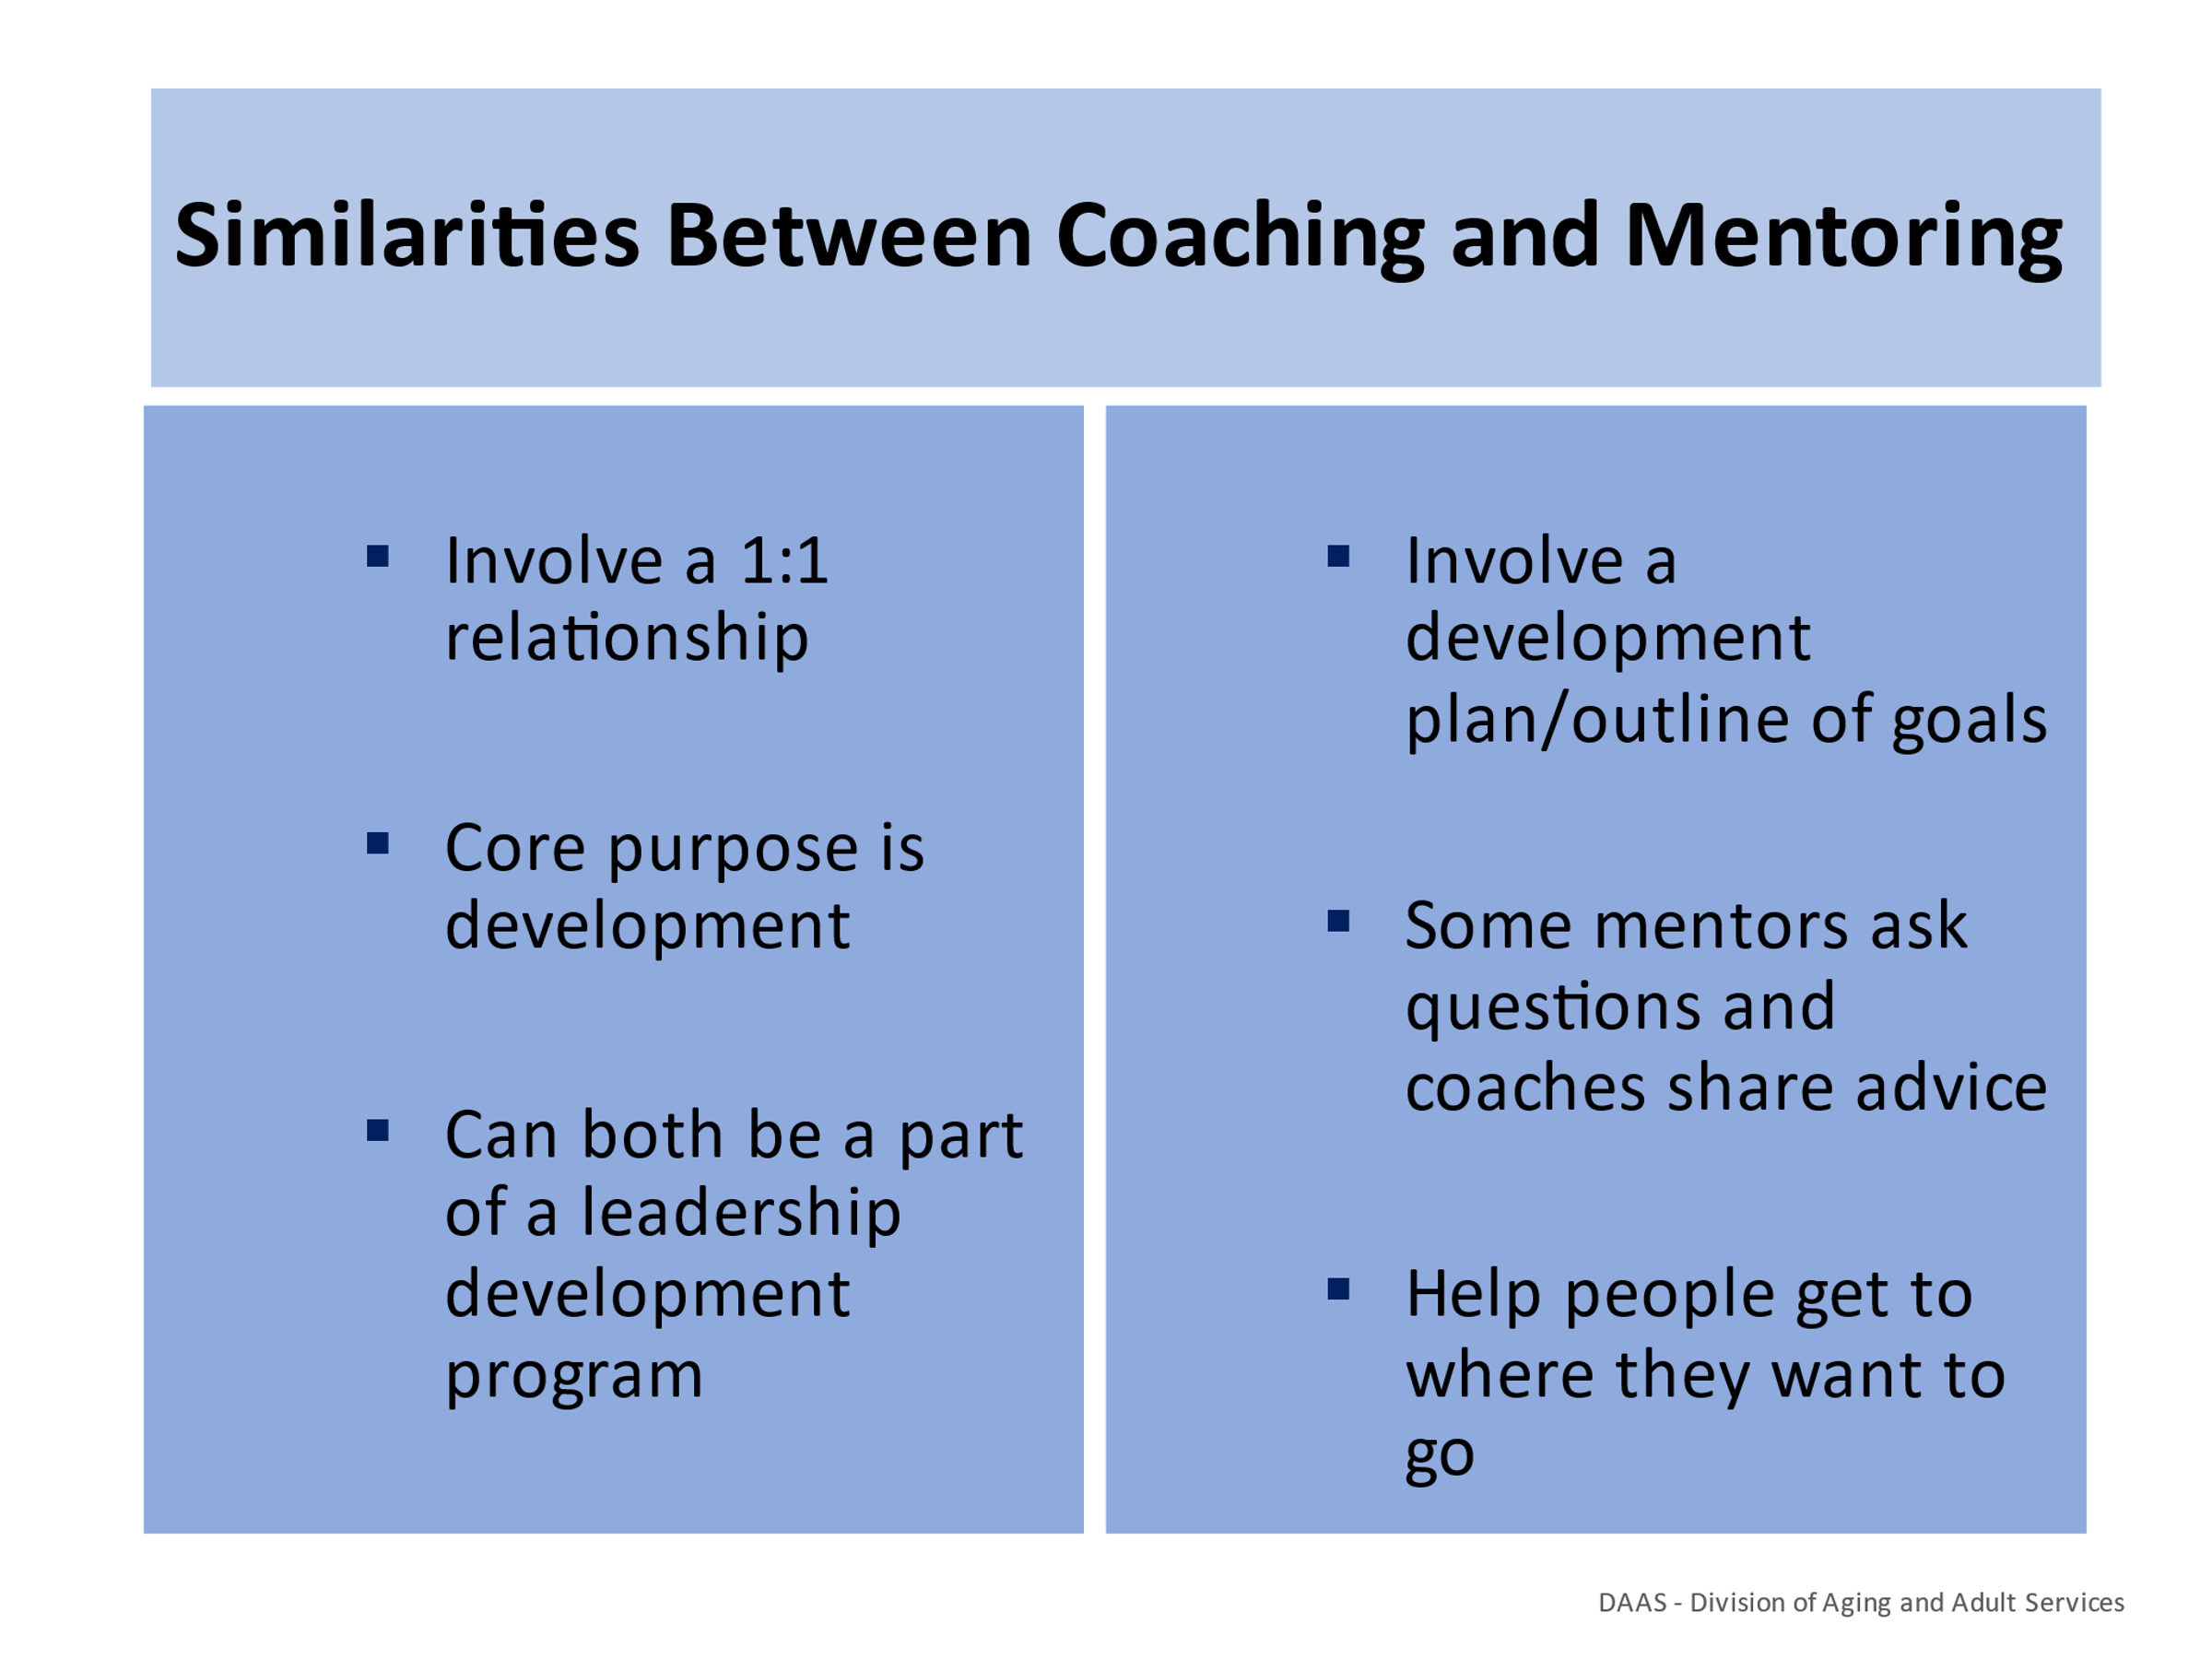 Similarities Between Coaching and Mentoring
▪ Involve a 1:1
relationship
▪ Core purpose is
development
▪ Can both be a part
of a leadership
development
program
▪ Involve a
development
plan/outline of goals
▪ Some mentors ask
questions and
coaches share advice
▪ Help people get to
where they want to
go
DAAS - Division of Aging and Adult Services